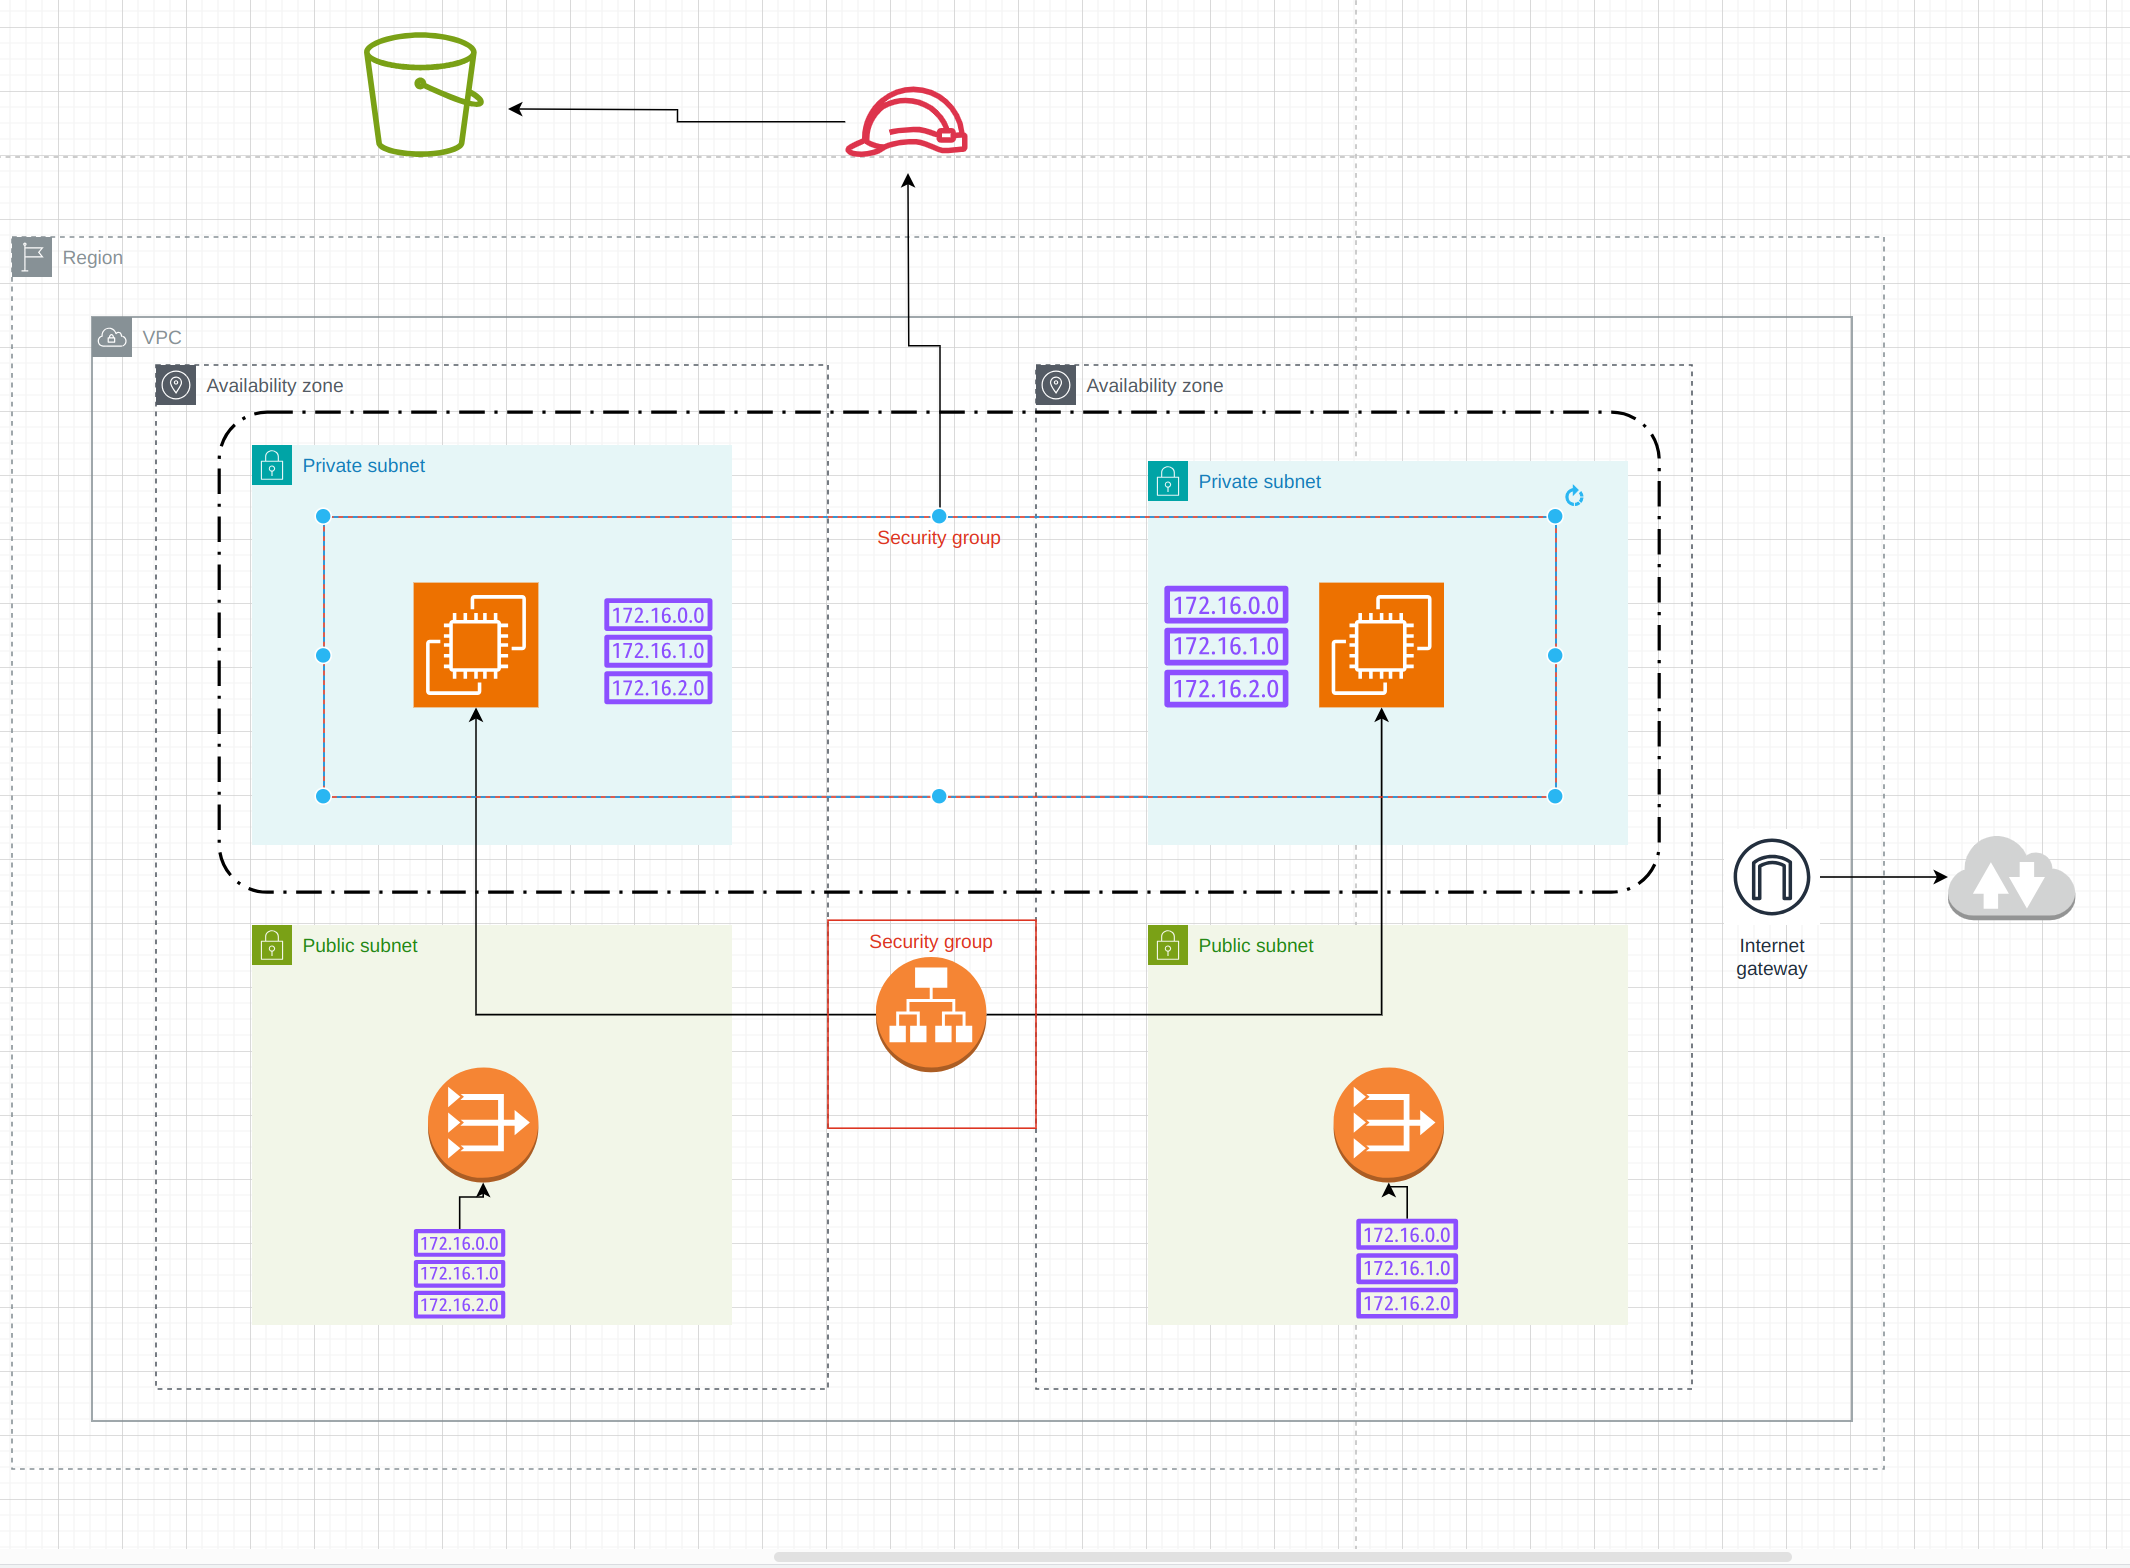 Region
VPC
Availability zone
Availability zone
Private subnet
Private subnet
Security group
172.16.0.0
172.16.1.0
172.16.2.0
172.16.0.0
172.16.1.0
172.16.2.0
Public subnet
Security group
Public subnet
Internet
gateway
172.16.0.0
172.16.1.0
172.16.2.0
172.16.0.0
172.16.1.0
172.16.2.0